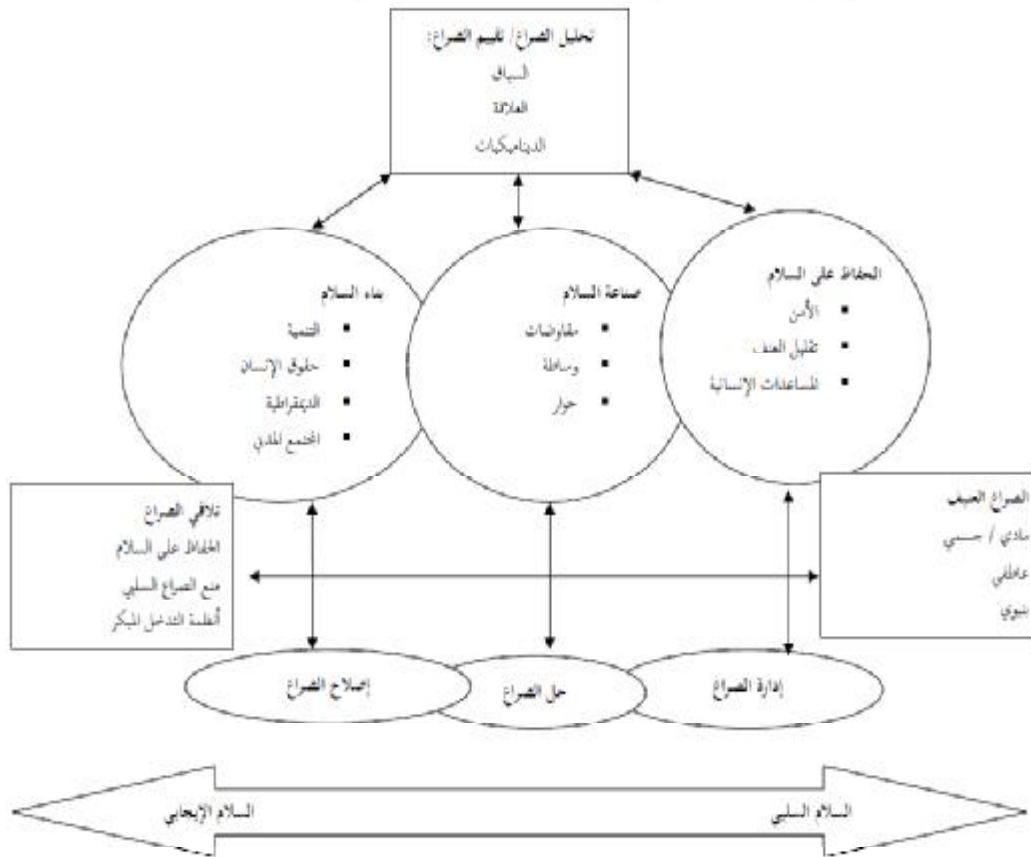 تحليل الصراع/ تقييم الصراع:
السياق
العلاقة
الديناميكيات
الحفاظ على السلام
▪ الأمن
▪ تقليل العنف
▪ المساعدات الإنسانية
صناعة السلام
▪ مفاوضات
▪ وساطة
▪ حوار
بناء السلام
▪ التنمية
▪ حقوق الإنسان
▪ الديمقراطية
▪ المجتمع المدني
الصراع العنيف
مادي / جسمي
عاطفي
بنيوي
تلافي الصراع
الحفاظ على السلام
منع الصراع السلبي
أنظمة التدخل المبكر
إدارة الصراع
حل الصراع
إصلاح الصراع
السلام السلبي
السلام الإيجابي